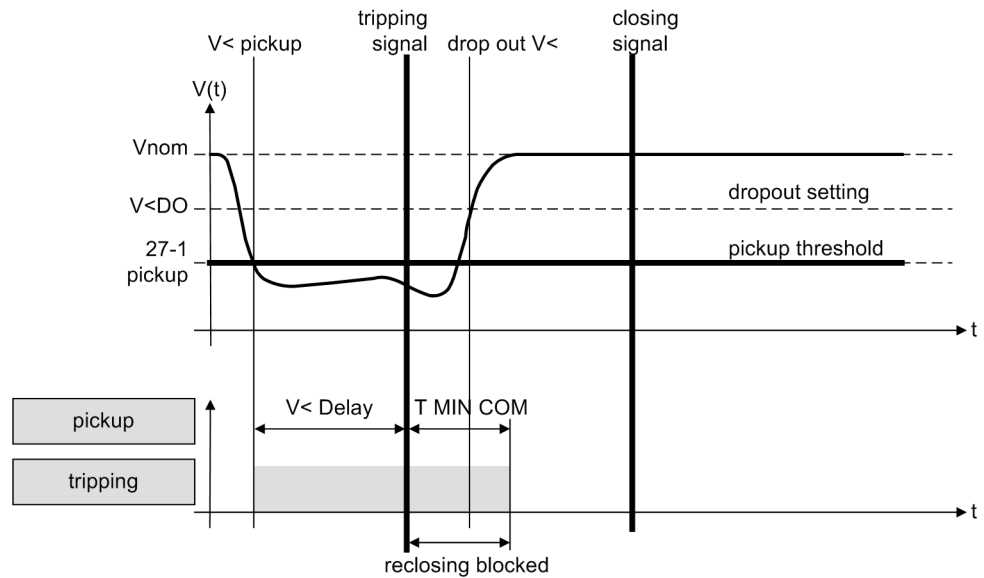 tripping
signal
closing
signal
V< pickup
drop out V<
V(t)
Vnom
V<DO
dropout setting
27-1
pickup
pickup threshold
t
pickup
V< Delay
T MIN COM
tripping
t
reclosing blocked